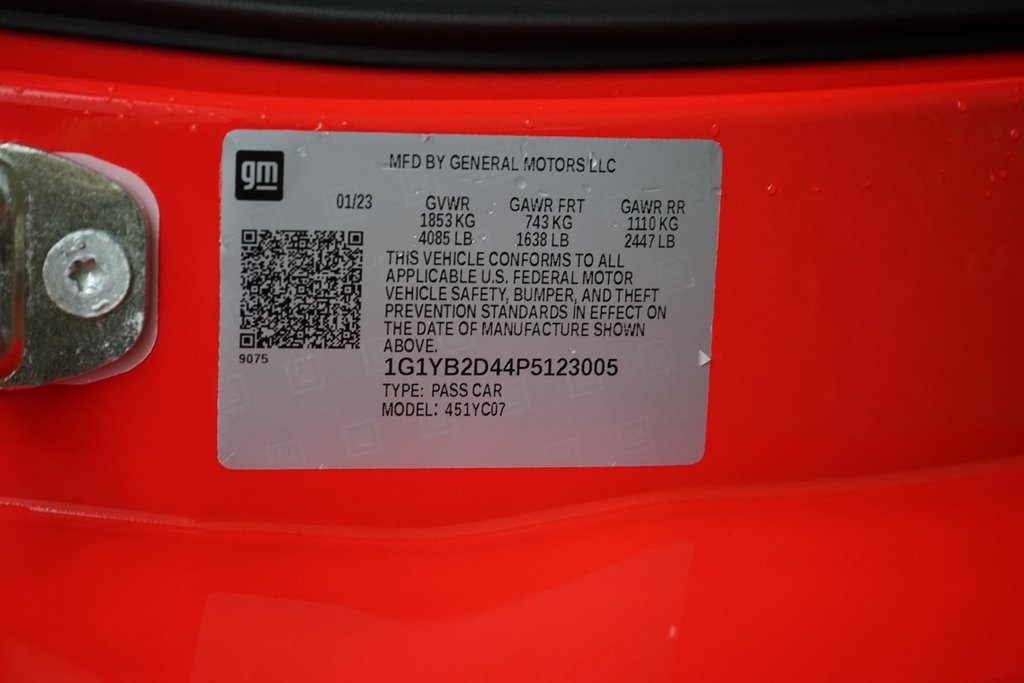 gm
MFD BY GENERAL MOTORS LLC
01/23 GVWR GAWR FRT GAWR RR
1853 KG 743 KG 1110 KG
4085 LB 1638 LB 2447 LB
THIS VEHICLE CONFORMS TO ALL
APPLICABLE U.S. FEDERAL MOTOR
VEHICLE SAFETY, BUMPER, AND THEFT
PREVENTION STANDARDS IN EFFECT ON
THE DATE OF MANUFACTURE SHOWN
ABOVE.
9075
1G1YB2D44P5123005
TYPE: PASS CAR
MODEL: 451YC07